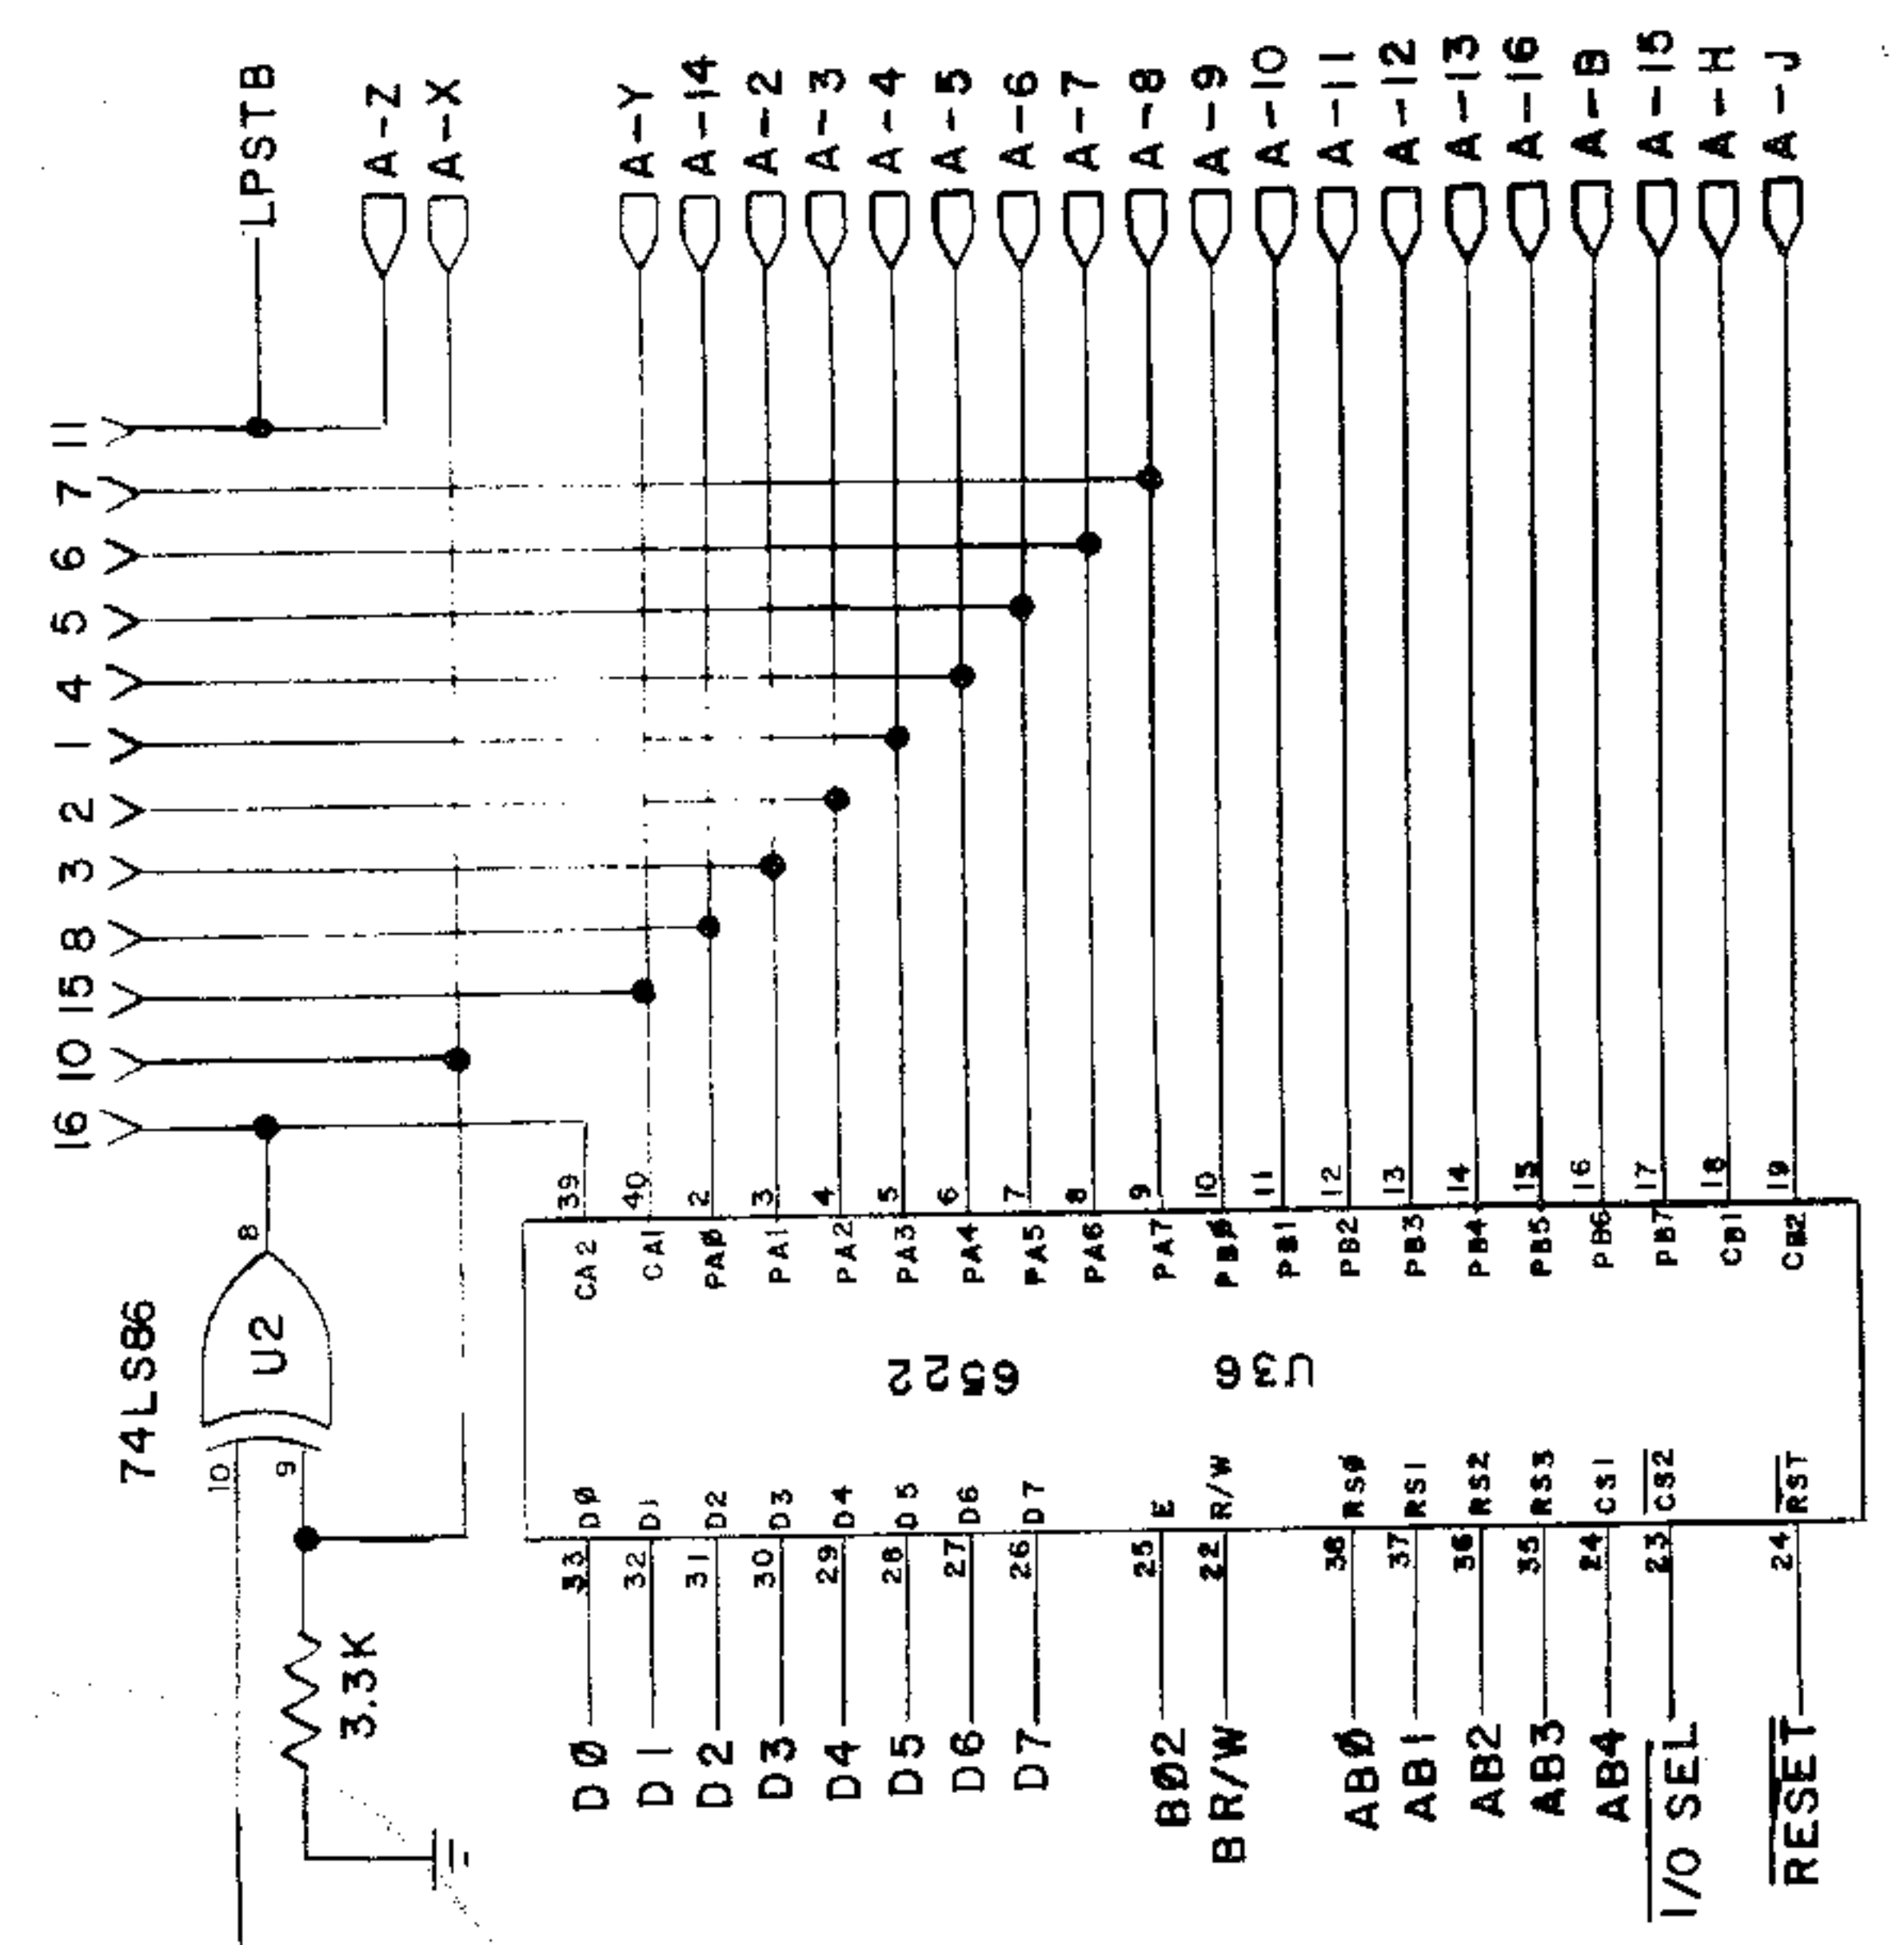 16 10 15 8 3 2 1 4 5 6 7 11
74LS86
10 8 LPSTB
U2
9
3.3K A-Z
A-X
DØ 33 DØ CA2 39
D1 32 D1 CA1 40 A-Y
D2 31 D2 PAØ 2 A-14
D3 30 D3 PA1 3 A-2
D4 29 D4 PA2 4 A-3
D5 28 D5 PA3 5 A-4
D6 27 D6 PA4 6 A-5
D7 26 D7 PA5 7 A-6
6522
PA6 8 A-7
BØ2 25 E PA7 9 A-8
BR/W 22 R/W PBØ 10 A-9
U36
PB1 11 A-10
ABØ 38 RSØ PB2 12 A-11
AB1 37 RS1 PB3 13 A-12
AB2 36 RS2 PB4 14 A-13
AB3 35 RS3 PB5 15 A-16
AB4 24 CS1 PB6 16 A-B
I/O SEL 23 CS2 PB7 17 A-15
CB1 18 A-H
RESET 24 RST CB2 19 A-J